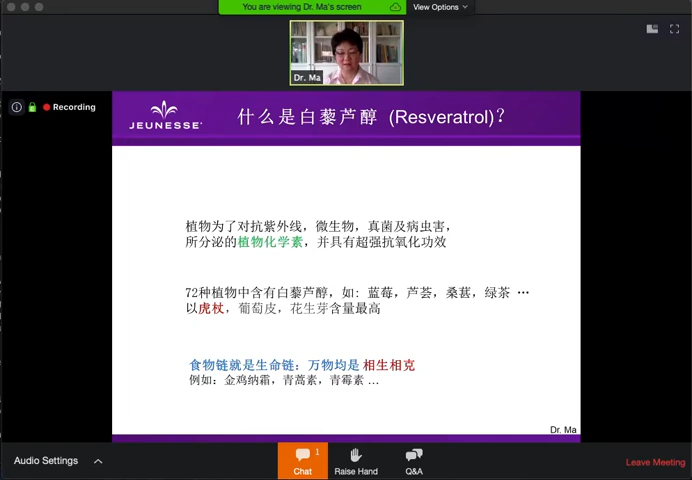 You are viewing Dr. Ma's screen
View Options
Dr. Ma
Recording
JEUNESSE
什么是白藜芦醇 (Resveratrol)？
植物为了对抗紫外线，微生物，真菌及病虫害，
所分泌的植物化学素，并具有超强抗氧化功效
72种植物中含有白藜芦醇，如：蓝莓，芦荟，桑葚，绿茶 …
以虎杖，葡萄皮，花生芽含量最高
食物链就是生命链：万物均是 相生相克
例如：金鸡纳霜，青蒿素，青霉素 ...
Dr. Ma
Audio Settings
Chat
1
Raise Hand
Q&A
Leave Meeting